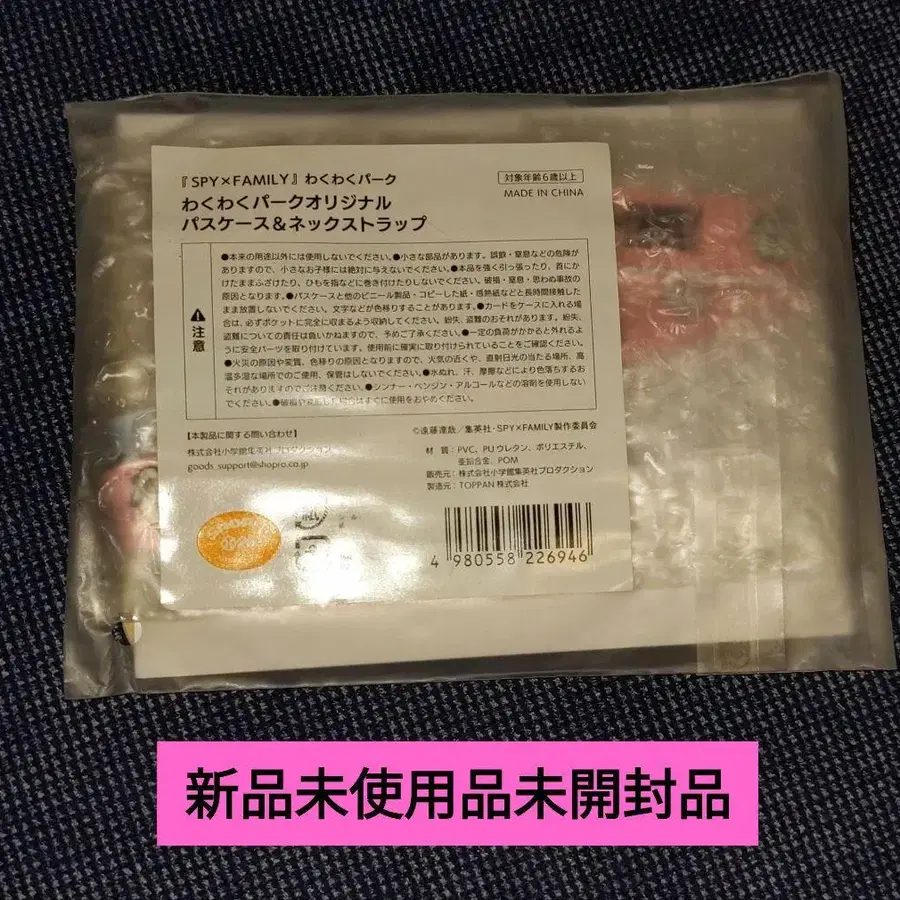 『SPY×FAMILY』わくわくパーク
対象年齢6歳以上
わくわくパークオリジナル
MADE IN CHINA
パスケース＆ネックストラップ
注意
●本来の用途以外には使用しないでください。●小さな部品があります。誤飲・窒息などの危険が
ありますので、小さなお子様には絶対に与えないでください。●本品を強く引っ張ったり、首にか
けたままふざけたり、ひもを指などに巻き付けたりしないでください。破損・窒息・思わぬ事故の
原因となります。●パスケースと他のビニール製品・コピーした紙・感熱紙などと長時間接触した
まま放置しないでください。文字などが色移りすることがあります。●カードをケースに入れる場
合は、必ずポケットに完全に収まるよう収納してください。紛失、盗難のおそれがあります。紛失、
盗難についての責任は負いかねますので、予めご了承ください。●一定の負荷がかかると外れるよ
うに安全パーツを取り付けています。使用前に確実に取り付けられていることをご確認ください。
●火災の原因や変質、色移りの原因となりますので、火気の近くや、直射日光の当たる場所、高
温多湿な場所でのご使用、保管はしないでください。●水ぬれ、汗、摩擦などにより色落ちするお
それがありますのでご注意ください。●シンナー・ベンジン・アルコールなどの溶剤を使用しない
でください。●破損や変形した場合はすぐに使用をおやめください。
©遠藤達哉／集英社・SPY×FAMILY製作委員会
【本製品に関する問い合わせ】
株式会社小学館集英社プロダクション
goods_support@shopro.co.jp
材 質：PVC、PUウレタン、ポリエステル、
亜鉛合金、POM
販売元：株式会社小学館集英社プロダクション
製造元：TOPPAN株式会社
4 980558 226946
新品未使用品未開封品